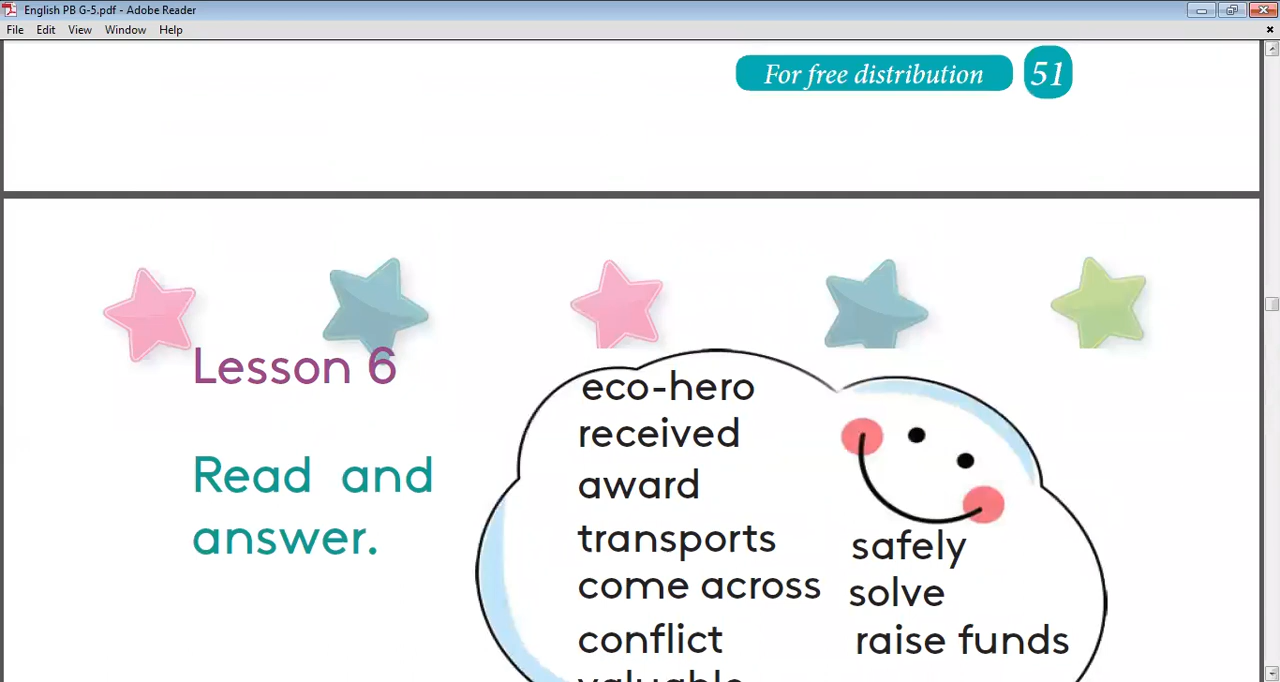 English PB G-5.pdf - Adobe Reader
File Edit View Window Help
For free distribution 51
Lesson 6
Read and
answer.
eco-hero
received
award
transports
come across
conflict
valuable
safely
solve
raise funds